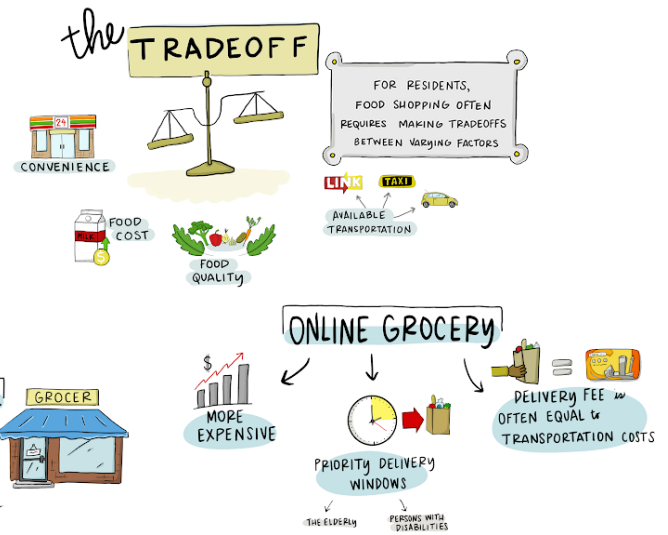 the
TRADEOFF
FOR RESIDENTS,
FOOD SHOPPING OFTEN
REQUIRES MAKING TRADEOFFS
BETWEEN VARYING FACTORS
24
CONVENIENCE
LINK
TAXI
AVAILABLE
TRANSPORTATION
MILK
$
FOOD
COST
FOOD
QUALITY
ONLINE GROCERY
$
MORE
EXPENSIVE
PRIORITY DELIVERY
WINDOWS
THE ELDERLY
PERSONS WITH
DISABILITIES
DELIVERY FEE is
OFTEN EQUAL to
TRANSPORTATION COSTS
GROCER